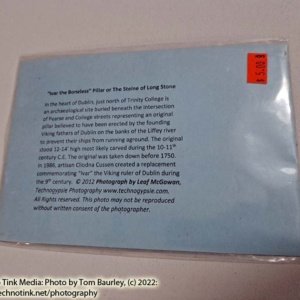 $ 5.00
"Ivar the Boneless" Pillar or The Steine of Long Stone
In the heart of Dublin, just north of Trinity College is
an archaeological site buried beneath the intersection
of Pearse and College streets representing an original
pillar believed to have been erected by the founding
Viking fathers of Dublin on the banks of the Liffey river
to prevent their ships from running aground. The original
stood 12-14' high most likely carved during the 10-11th
century C.E. The original was taken down before 1750.
In 1986, artisan Cliodna Cussen created a replacement
commemorating "Ivar" the Viking ruler of Dublin during
the 9th century. © 2012 Photograph by Leaf McGowan,
Technogypsie Photography www.technogypsie.com.
All rights reserved. This photo may not be reproduced
without written consent of the photographer.
Tink Media: Photo by Tom Baurley, (c) 2022:
technotink.net/photography